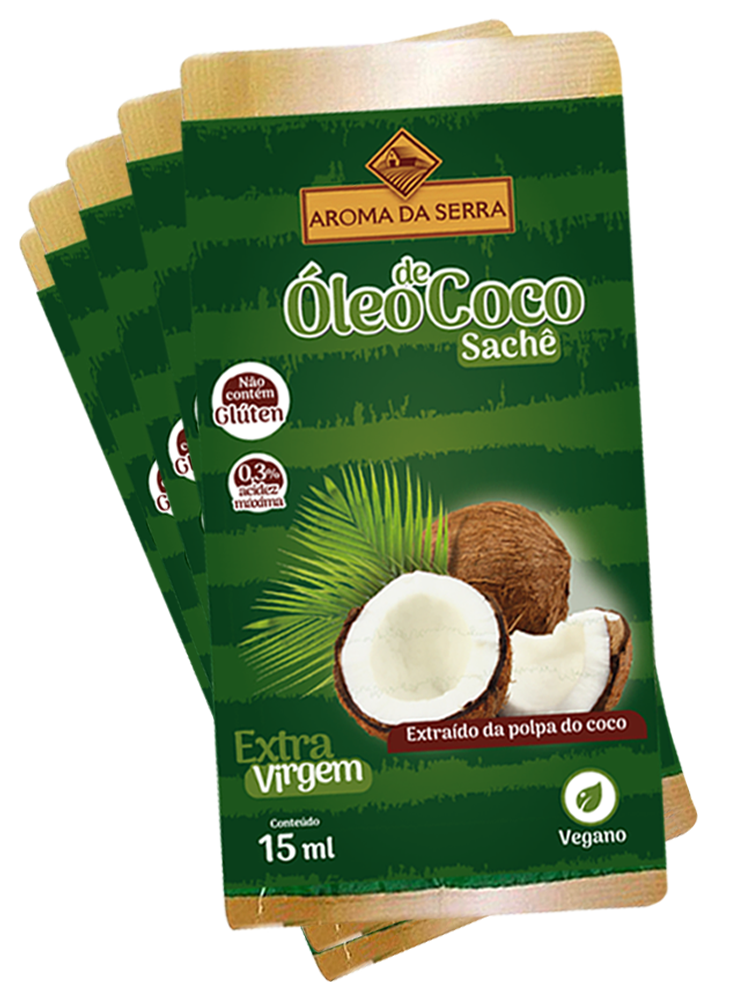 AROMA DA SERRA
Óleo de Coco
Sachê
Não
contém
Glúten
0,3%
acidez
máxima
Extraído da polpa do coco
Extra
Virgem
Conteúdo
15 ml
Vegano